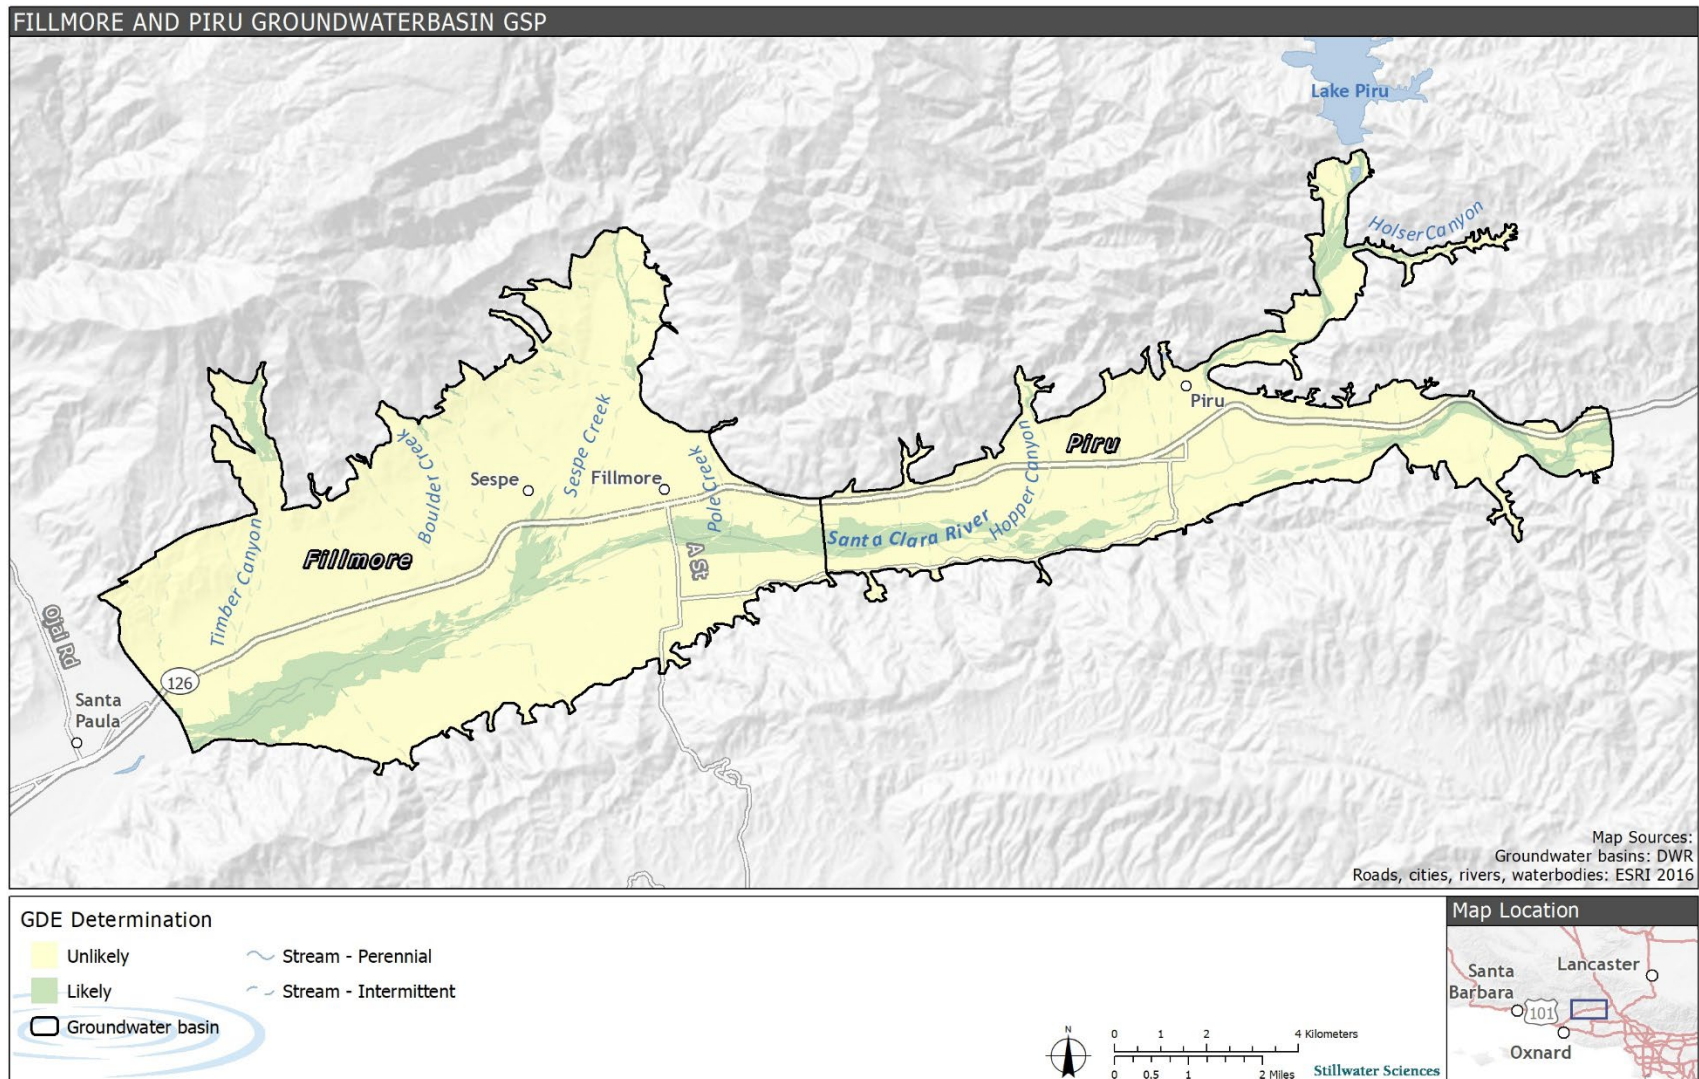 FILLMORE AND PIRU GROUNDWATERBASIN GSP
Lake Piru
Holser Canyon
Piru
Piru
Hopper Canyon
Santa Clara River
Pole Creek
Fillmore
Sespe Creek
Sespe
Boulder Creek
A St
Fillmore
Timber Canyon
Ojai Rd
126
Santa
Paula
Map Sources:
Groundwater basins: DWR
Roads, cities, rivers, waterbodies: ESRI 2016
GDE Determination
Unlikely
Likely
Groundwater basin
Stream - Perennial
Stream - Intermittent
N
0 1 2 4 Kilometers
0 0.5 1 2 Miles
Stillwater Sciences
Map Location
Lancaster
Santa
Barbara
101
Oxnard